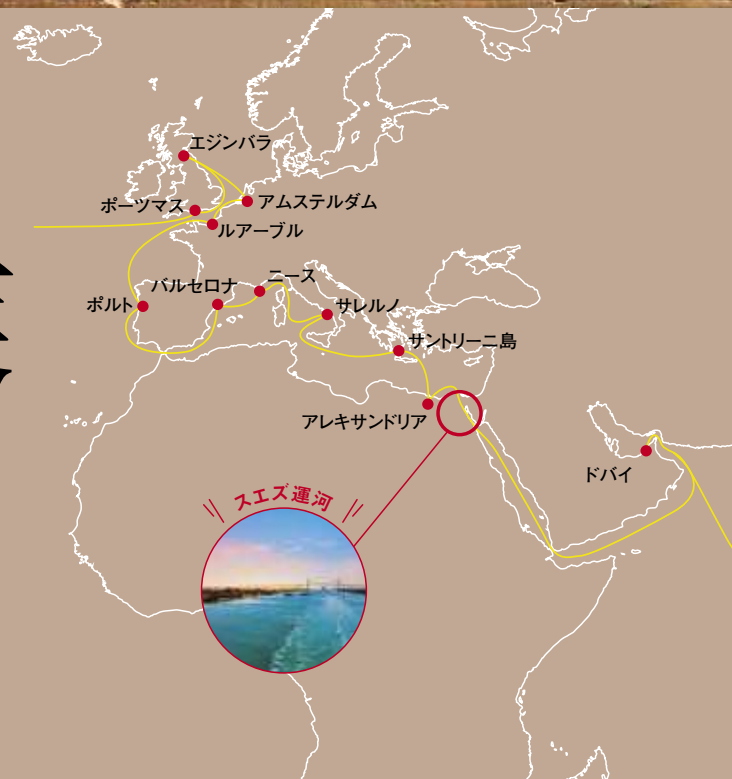 エジンバラ
アムステルダム
ポーツマス
ルアーブル
ニース
バルセロナ
ポルト
サレルノ
サントリーニ島
アレキサンドリア
ドバイ
スエズ運河